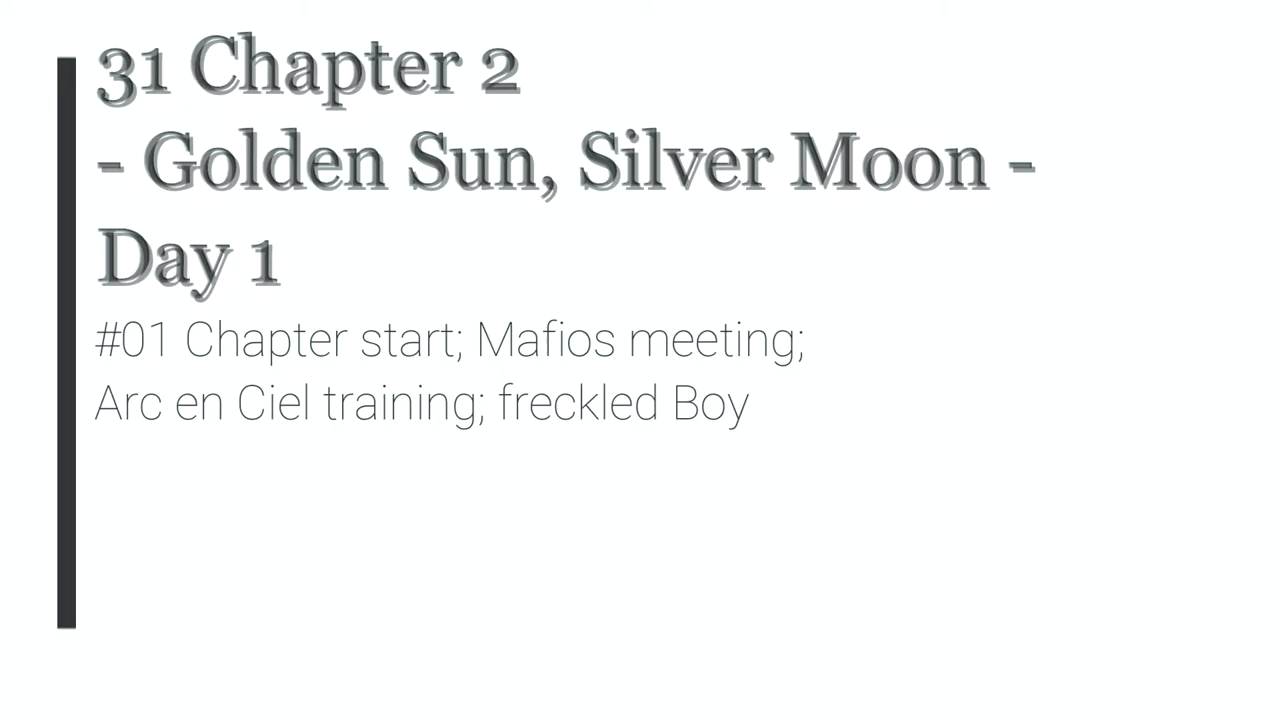 31 Chapter 2
- Golden Sun, Silver Moon -
Day 1
#01 Chapter start; Mafios meeting;
Arc en Ciel training; freckled Boy